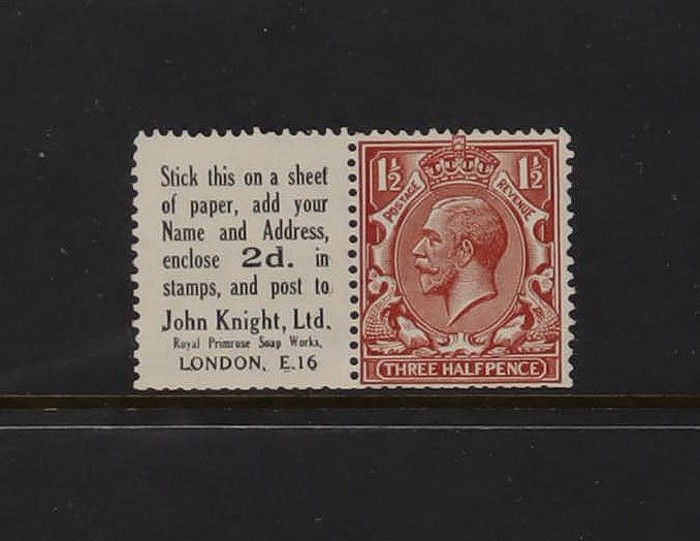 Stick this on a sheet
of paper, add your
Name and Address,
enclose 2d. in
stamps, and post to
John Knight, Ltd.
Royal Primrose Soap Works,
LONDON, E.16
1½ 1½
POSTAGE REVENUE
THREE HALFPENCE